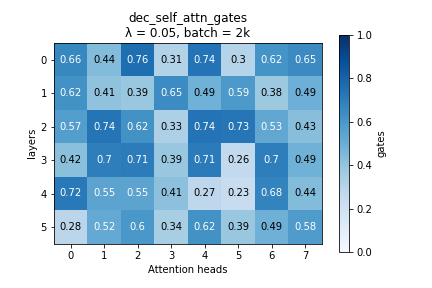 dec_self_attn_gates
λ = 0.05, batch = 2k
0 0.66 0.44 0.76 0.31 0.74 0.3 0.62 0.65
1 0.62 0.41 0.39 0.65 0.49 0.59 0.38 0.49
2 0.57 0.74 0.62 0.33 0.74 0.73 0.53 0.43
3 0.42 0.7 0.71 0.39 0.71 0.26 0.7 0.49
4 0.72 0.55 0.55 0.41 0.27 0.23 0.68 0.44
5 0.28 0.52 0.6 0.34 0.62 0.39 0.49 0.58
0 1 2 3 4 5 6 7
Attention heads
layers
1.0
0.8
0.6
0.4
0.2
0.0
gates